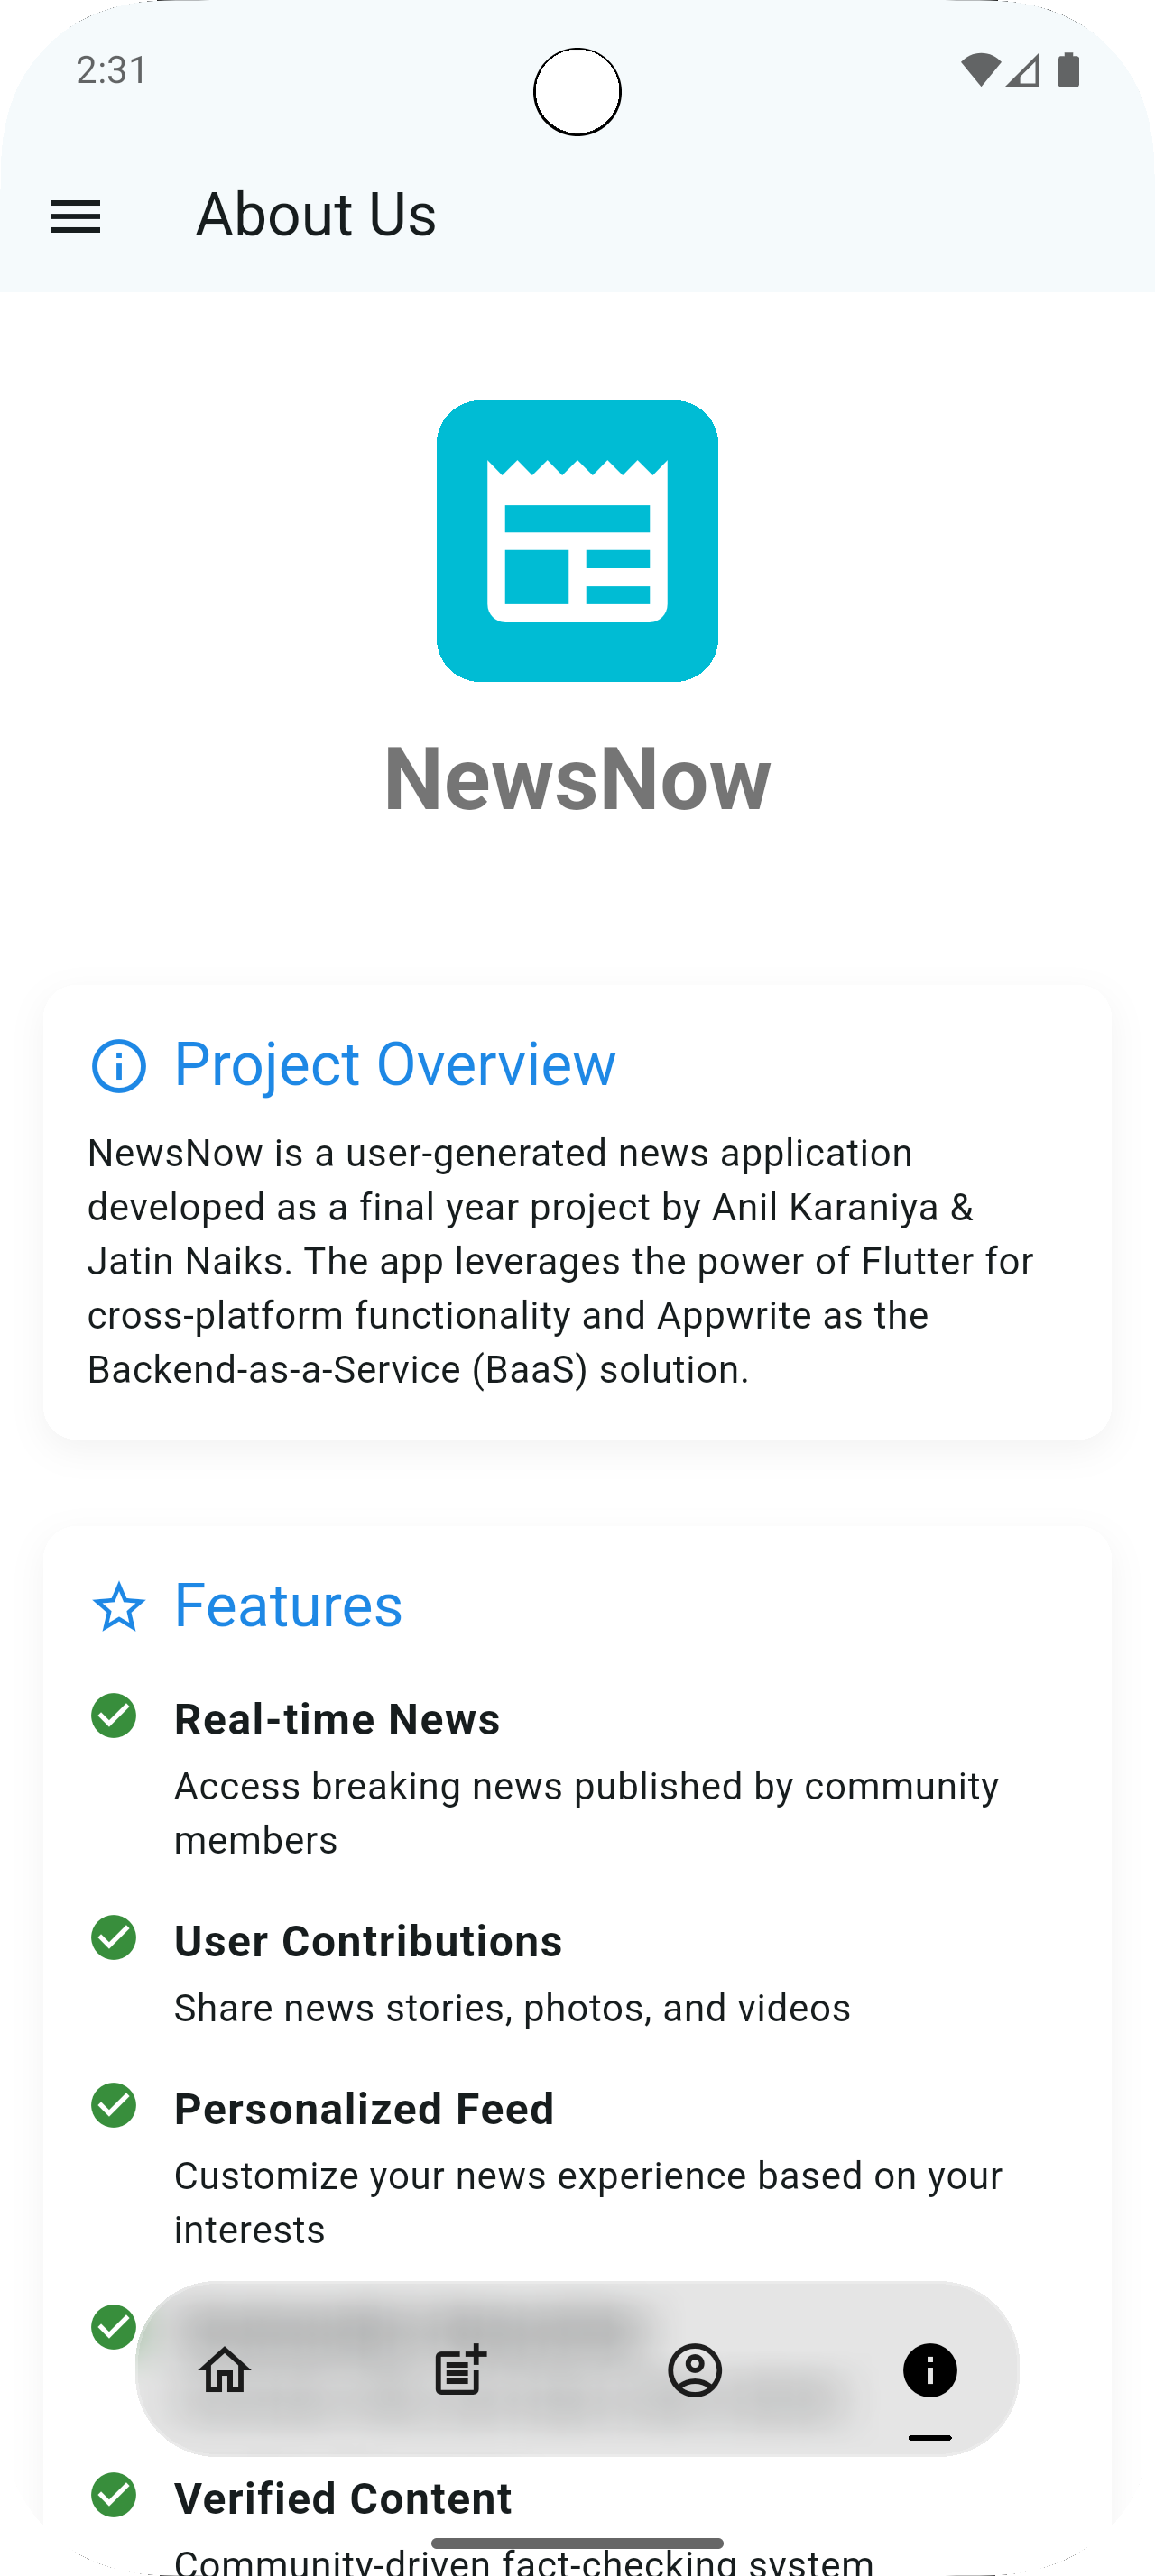 2:31
About Us
NewsNow
Project Overview
NewsNow is a user-generated news application
developed as a final year project by Anil Karaniya &
Jatin Naiks. The app leverages the power of Flutter for
cross-platform functionality and Appwrite as the
Backend-as-a-Service (BaaS) solution.
Features
Real-time News
Access breaking news published by community
members
User Contributions
Share news stories, photos, and videos
Personalized Feed
Customize your news experience based on your
interests
Verified Content
Community-driven fact-checking system